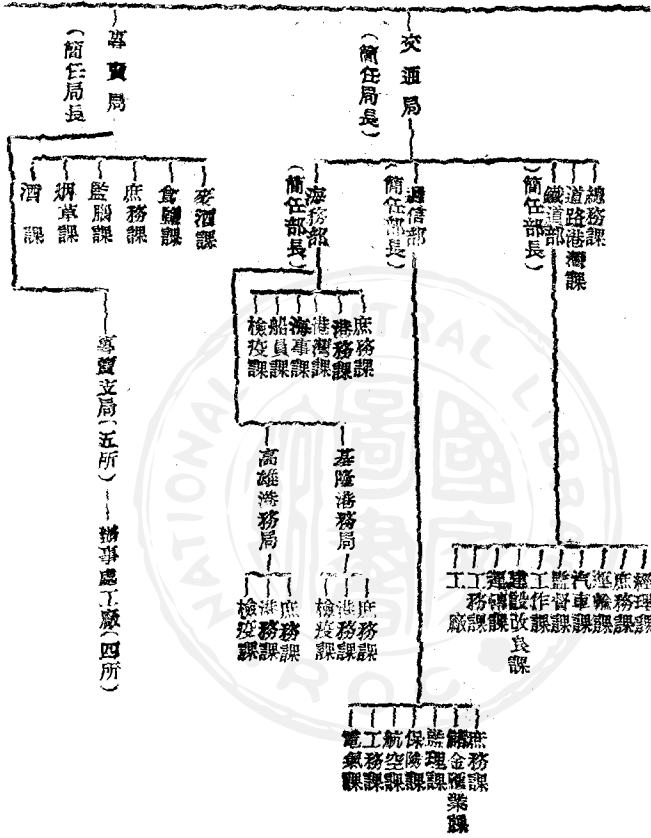 交通局
(簡任局長)
總務課
道路港灣課
鐵道部
(簡任部長)
經理課
庶務課
運輸課
汽車課
監督課
工作課
建設改良課
運轉課
工務課
工廠
遞信部
(簡任部長)
庶務課
儲金匯業課
監理課
保險課
航空課
工務課
電氣課
海務部
(簡任部長)
庶務課
港務課
港灣課
海事課
船員課
檢疫課
基隆港務局
庶務課
港務課
檢疫課
高雄港務局
庶務課
港務課
檢疫課
專賣局
(簡任局長)
麥酒課
食鹽課
庶務課
監腦課
烟草課
酒課
專賣支局(五所)
辦事處工廠(四所)
NATIONAL CENTRAL LIBR
R O C